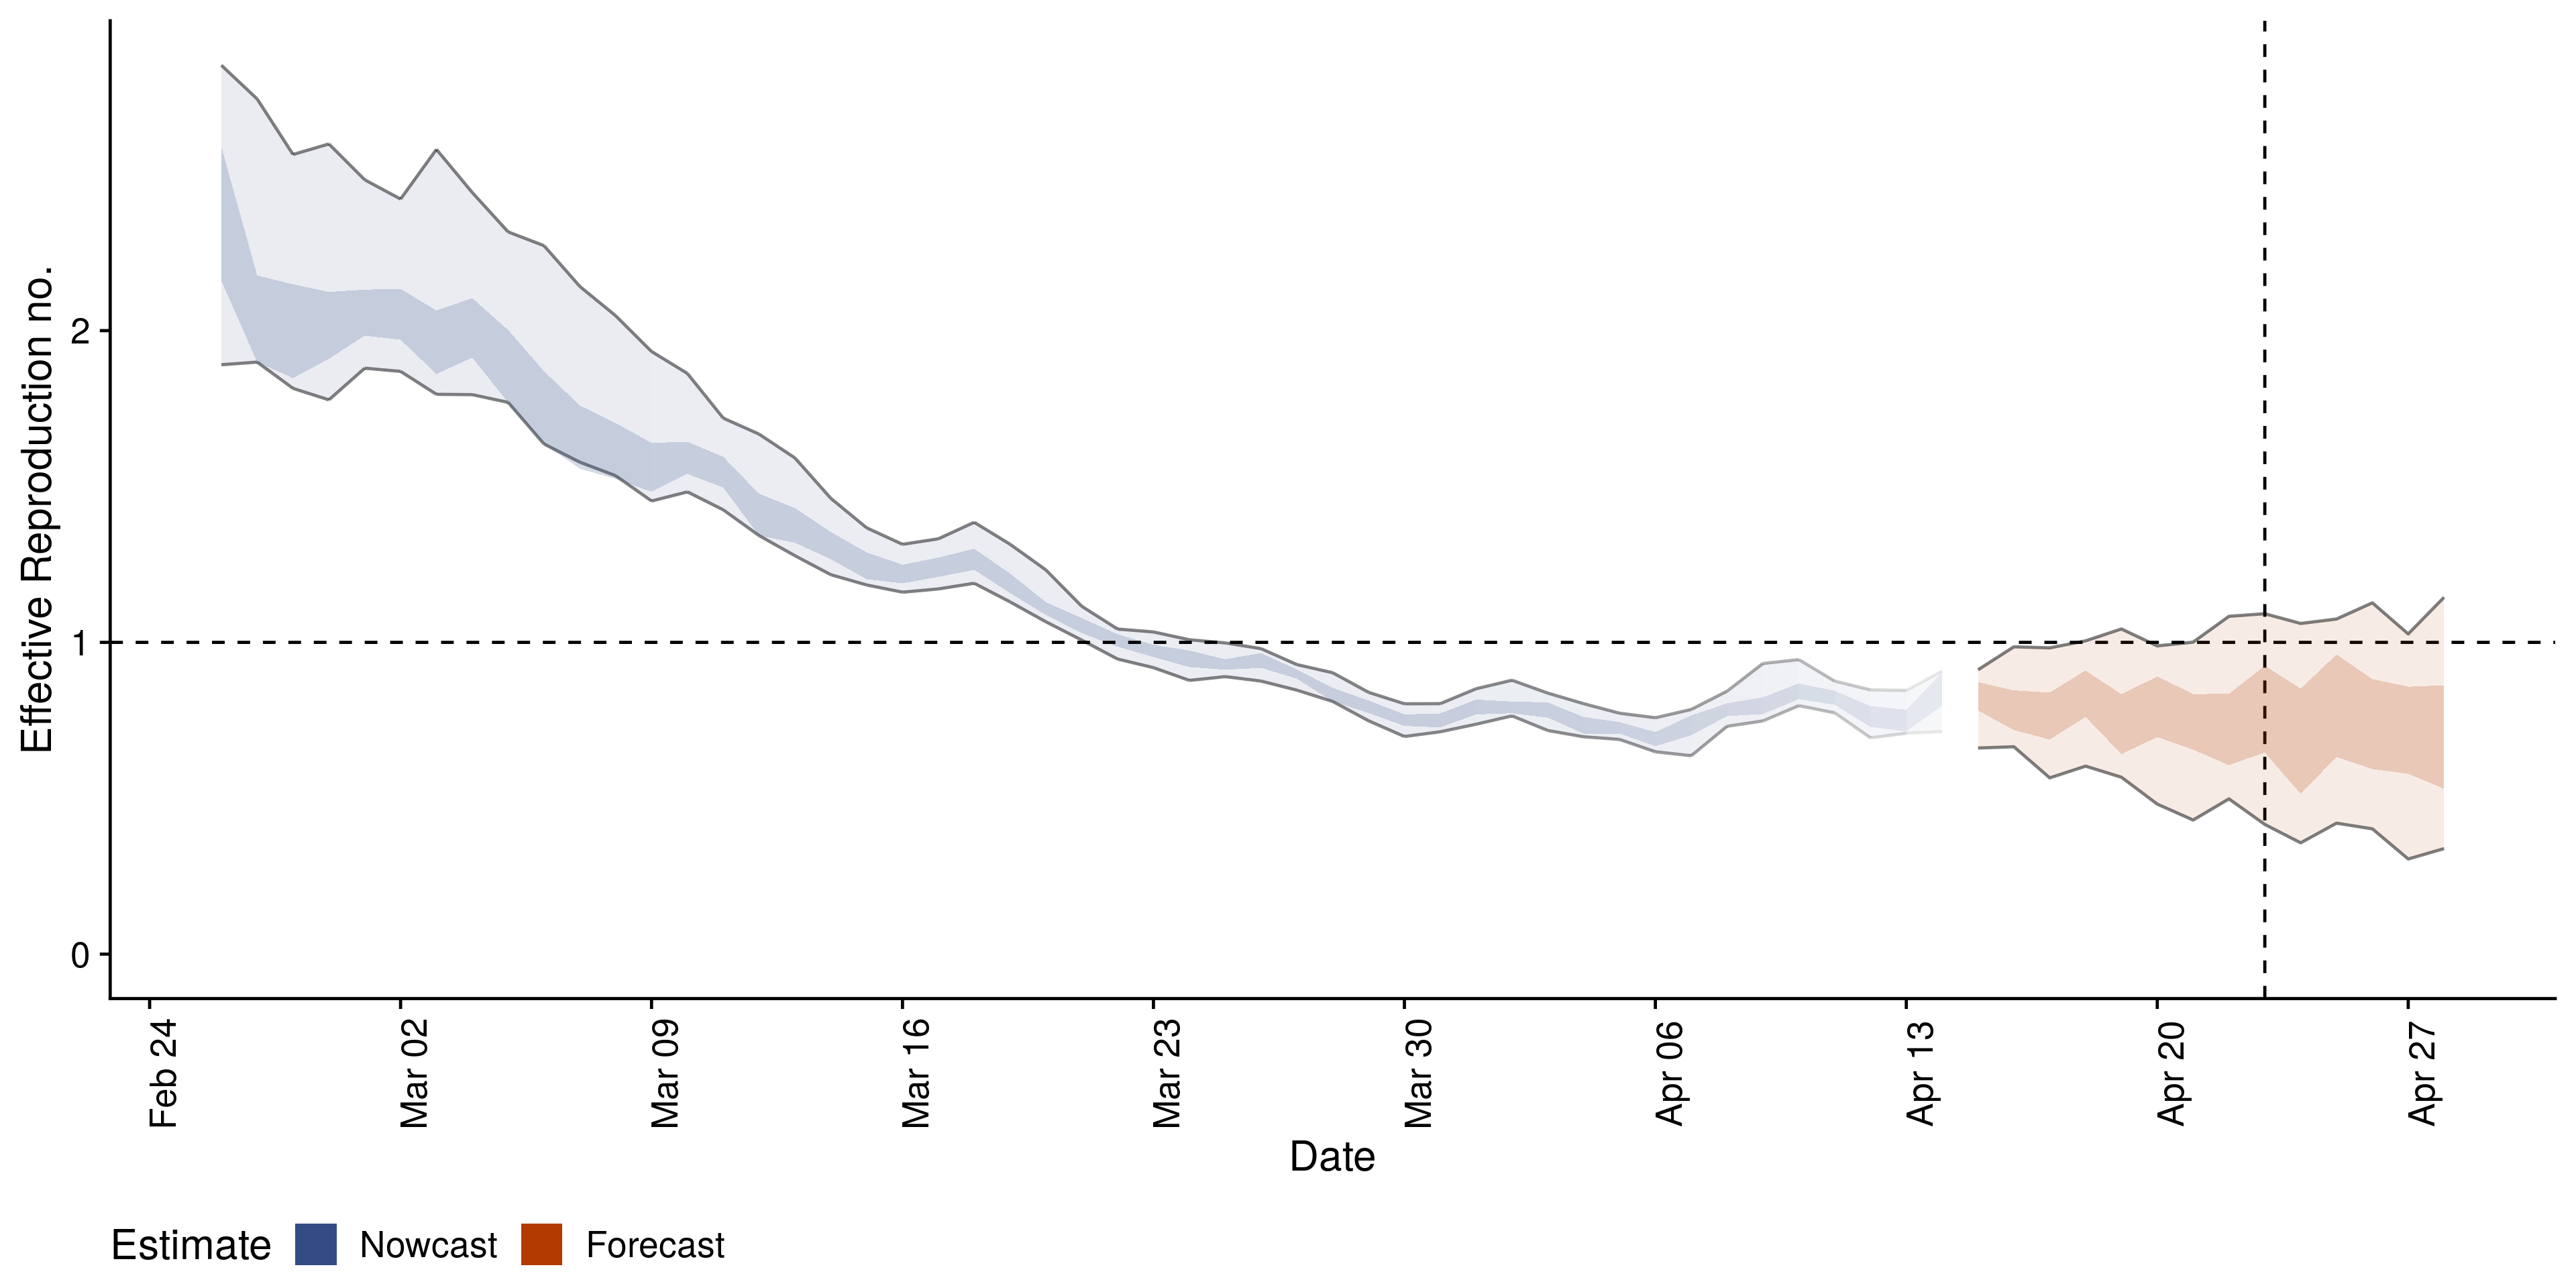 Effective Reproduction no.
2
1
0
Feb 24
Mar 02
Mar 09
Mar 16
Mar 23
Mar 30
Apr 06
Apr 13
Apr 20
Apr 27
Date
Estimate Nowcast Forecast